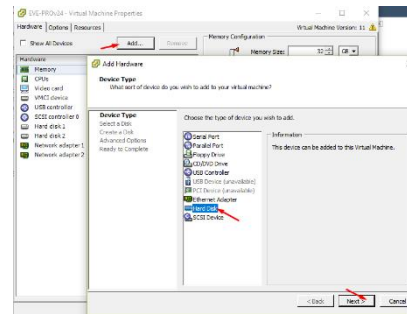 EVE-PROv24 - Virtual Machine Properties
Hardware Options Resources
Virtual Machine Version: 11
Show All Devices
Add...
Remove
Memory Configuration
Memory Size: 32 GB
Hardware
Memory
CPUs
Video card
VMCI device
USB controller
SCSI controller 0
Hard disk 1
Hard disk 2
Network adapter 1
Network adapter 2
Add Hardware
Device Type
What sort of device do you wish to add to your virtual machine?
Device Type
Select a Disk
Create a Disk
Advanced Options
Ready to Complete
Choose the type of device you wish to add.
Serial Port
Parallel Port
Floppy Drive
CD/DVD Drive
USB Controller
USB Device (unavailable)
PCI Device (unavailable)
Ethernet Adapter
Hard Disk
SCSI Device
Information
This device can be added to this Virtual Machine.
< Back
Next >
Cancel